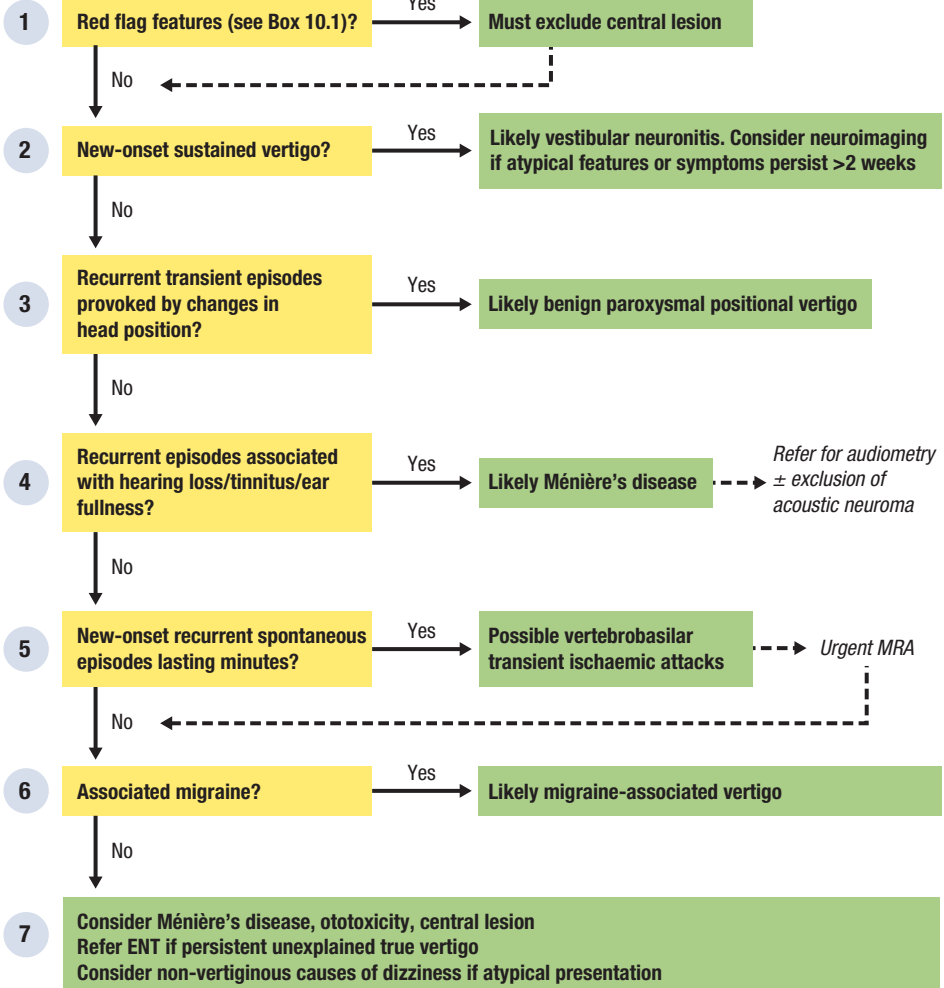 Yes
1
Red flag features (see Box 10.1)?
Must exclude central lesion
No
2
New-onset sustained vertigo?
Yes
Likely vestibular neuronitis. Consider neuroimaging
if atypical features or symptoms persist >2 weeks
No
3
Recurrent transient episodes
provoked by changes in
head position?
Yes
Likely benign paroxysmal positional vertigo
No
4
Recurrent episodes associated
with hearing loss/tinnitus/ear
fullness?
Yes
Likely Ménière's disease
Refer for audiometry
± exclusion of
acoustic neuroma
No
5
New-onset recurrent spontaneous
episodes lasting minutes?
Yes
Possible vertebrobasilar
transient ischaemic attacks
Urgent MRA
No
6
Associated migraine?
Yes
Likely migraine-associated vertigo
No
7
Consider Ménière's disease, ototoxicity, central lesion
Refer ENT if persistent unexplained true vertigo
Consider non-vertiginous causes of dizziness if atypical presentation